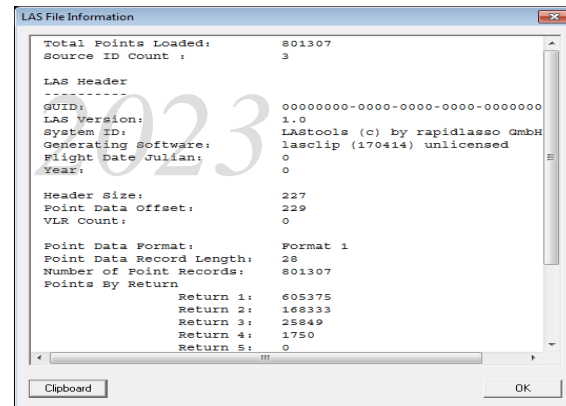 LAS File Information
Total Points Loaded: 801307
Source ID Count : 3
LAS Header
----------
GUID: 00000000-0000-0000-0000-0000000
LAS Version: 1.0
System ID: LAStools (c) by rapidlasso GmbH
Generating Software: lasclip (170414) unlicensed
Flight Date Julian: 0
Year: 0
2023
Header Size: 227
Point Data Offset: 229
VLR Count: 0
Point Data Format: Format 1
Point Data Record Length: 28
Number of Point Records: 801307
Points By Return
Return 1: 605375
Return 2: 168333
Return 3: 25849
Return 4: 1750
Return 5: 0
Clipboard
OK